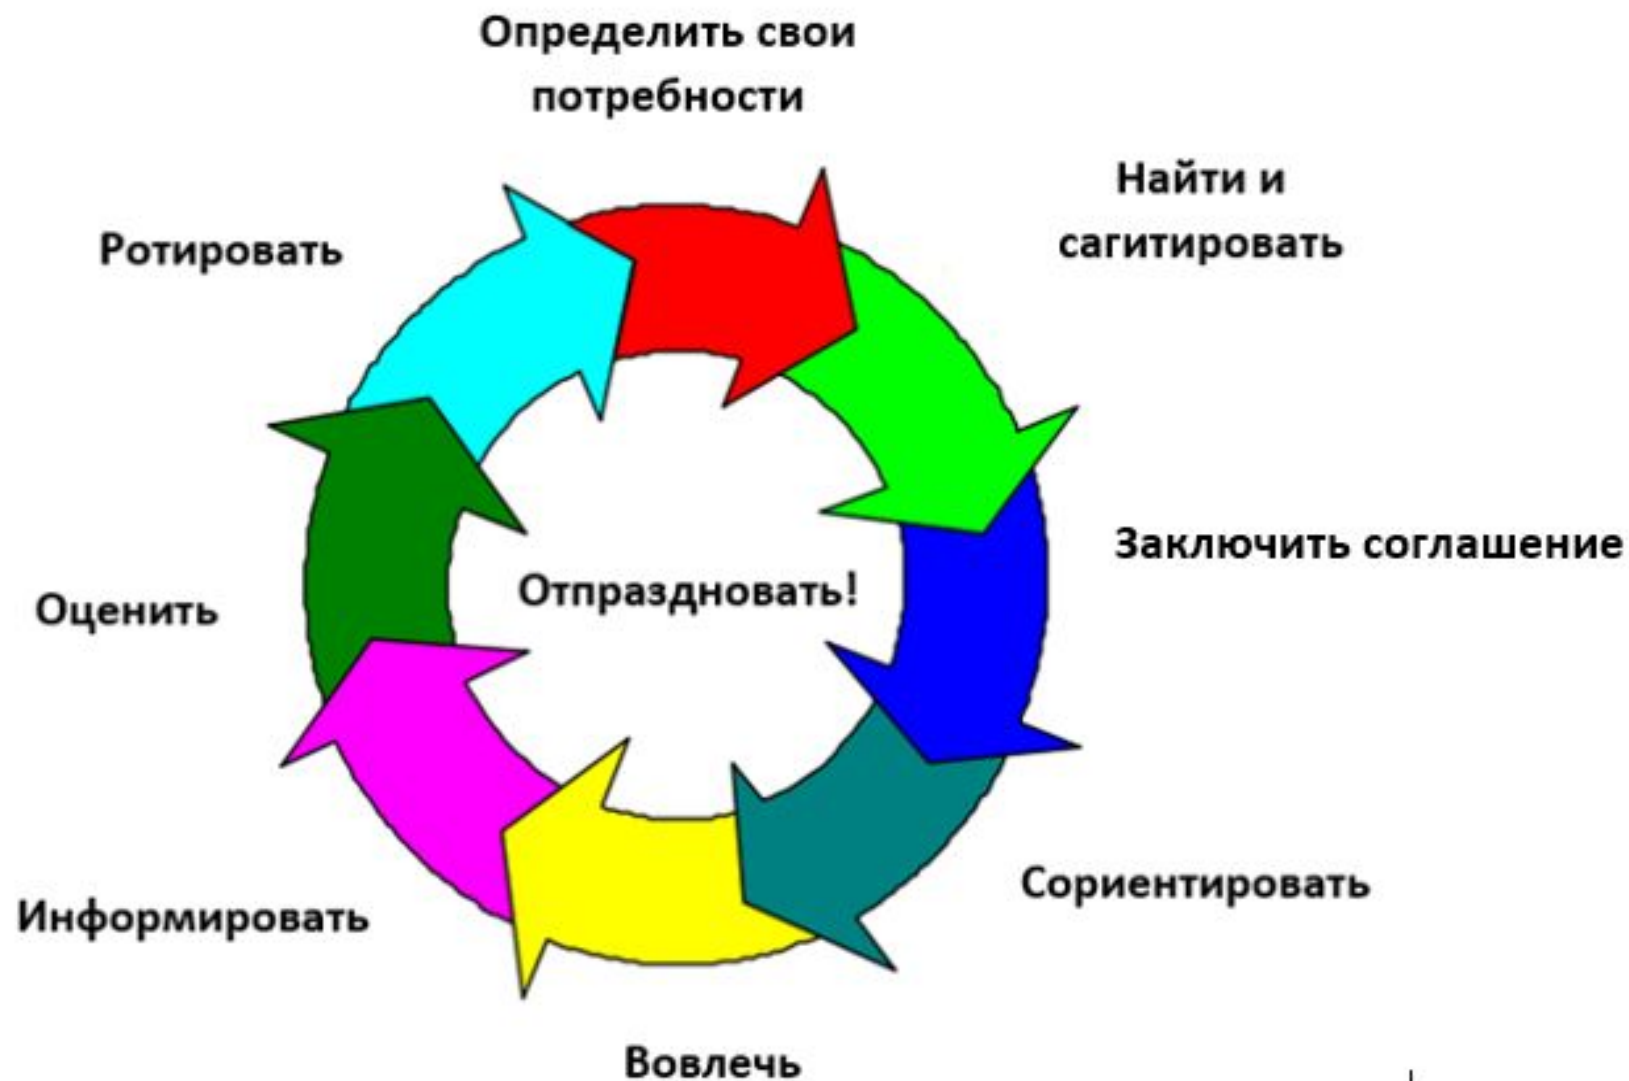 Определить свои
потребности
Найти и
сагитировать
Ротировать
Заключить соглашение
Отпраздновать!
Оценить
Сориентировать
Информировать
Вовлечь